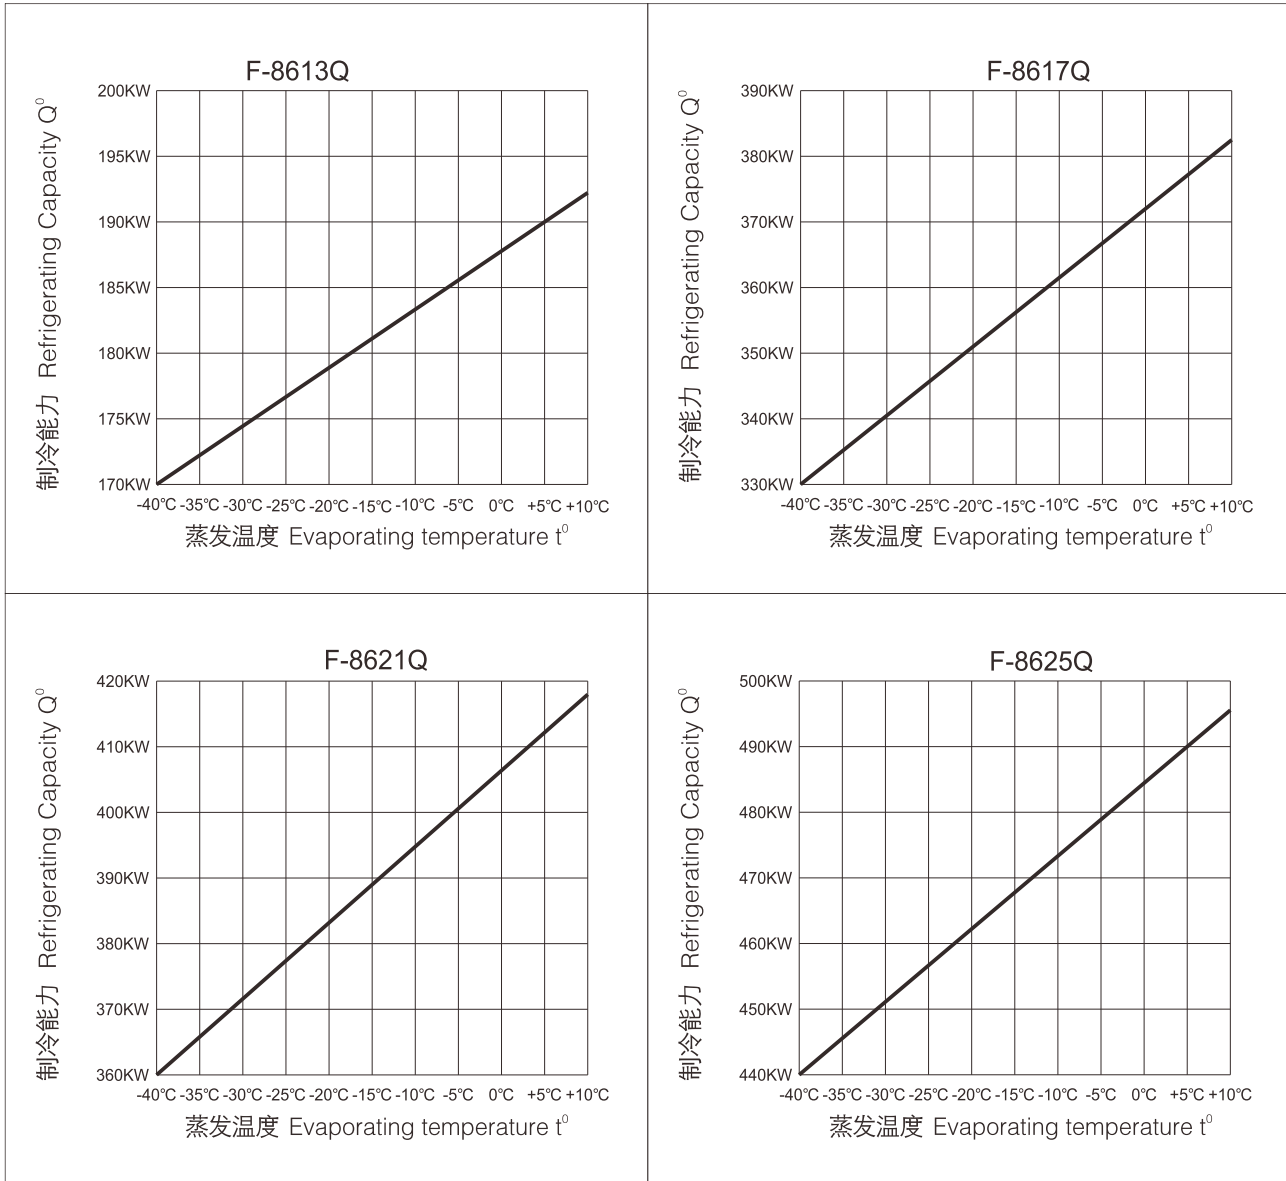 F-8613Q
200KW
195KW
190KW
185KW
180KW
175KW
170KW
制冷能力 Refrigerating Capacity Q⁰
-40℃ -35℃ -30℃ -25℃ -20℃ -15℃ -10℃ -5℃ 0℃ +5℃ +10℃
蒸发温度 Evaporating temperature t⁰
F-8617Q
390KW
380KW
370KW
360KW
350KW
340KW
330KW
制冷能力 Refrigerating Capacity Q⁰
-40℃ -35℃ -30℃ -25℃ -20℃ -15℃ -10℃ -5℃ 0℃ +5℃ +10℃
蒸发温度 Evaporating temperature t⁰
F-8621Q
420KW
410KW
400KW
390KW
380KW
370KW
360KW
制冷能力 Refrigerating Capacity Q⁰
-40℃ -35℃ -30℃ -25℃ -20℃ -15℃ -10℃ -5℃ 0℃ +5℃ +10℃
蒸发温度 Evaporating temperature t⁰
F-8625Q
500KW
490KW
480KW
470KW
460KW
450KW
440KW
制冷能力 Refrigerating Capacity Q⁰
-40℃ -35℃ -30℃ -25℃ -20℃ -15℃ -10℃ -5℃ 0℃ +5℃ +10℃
蒸发温度 Evaporating temperature t⁰